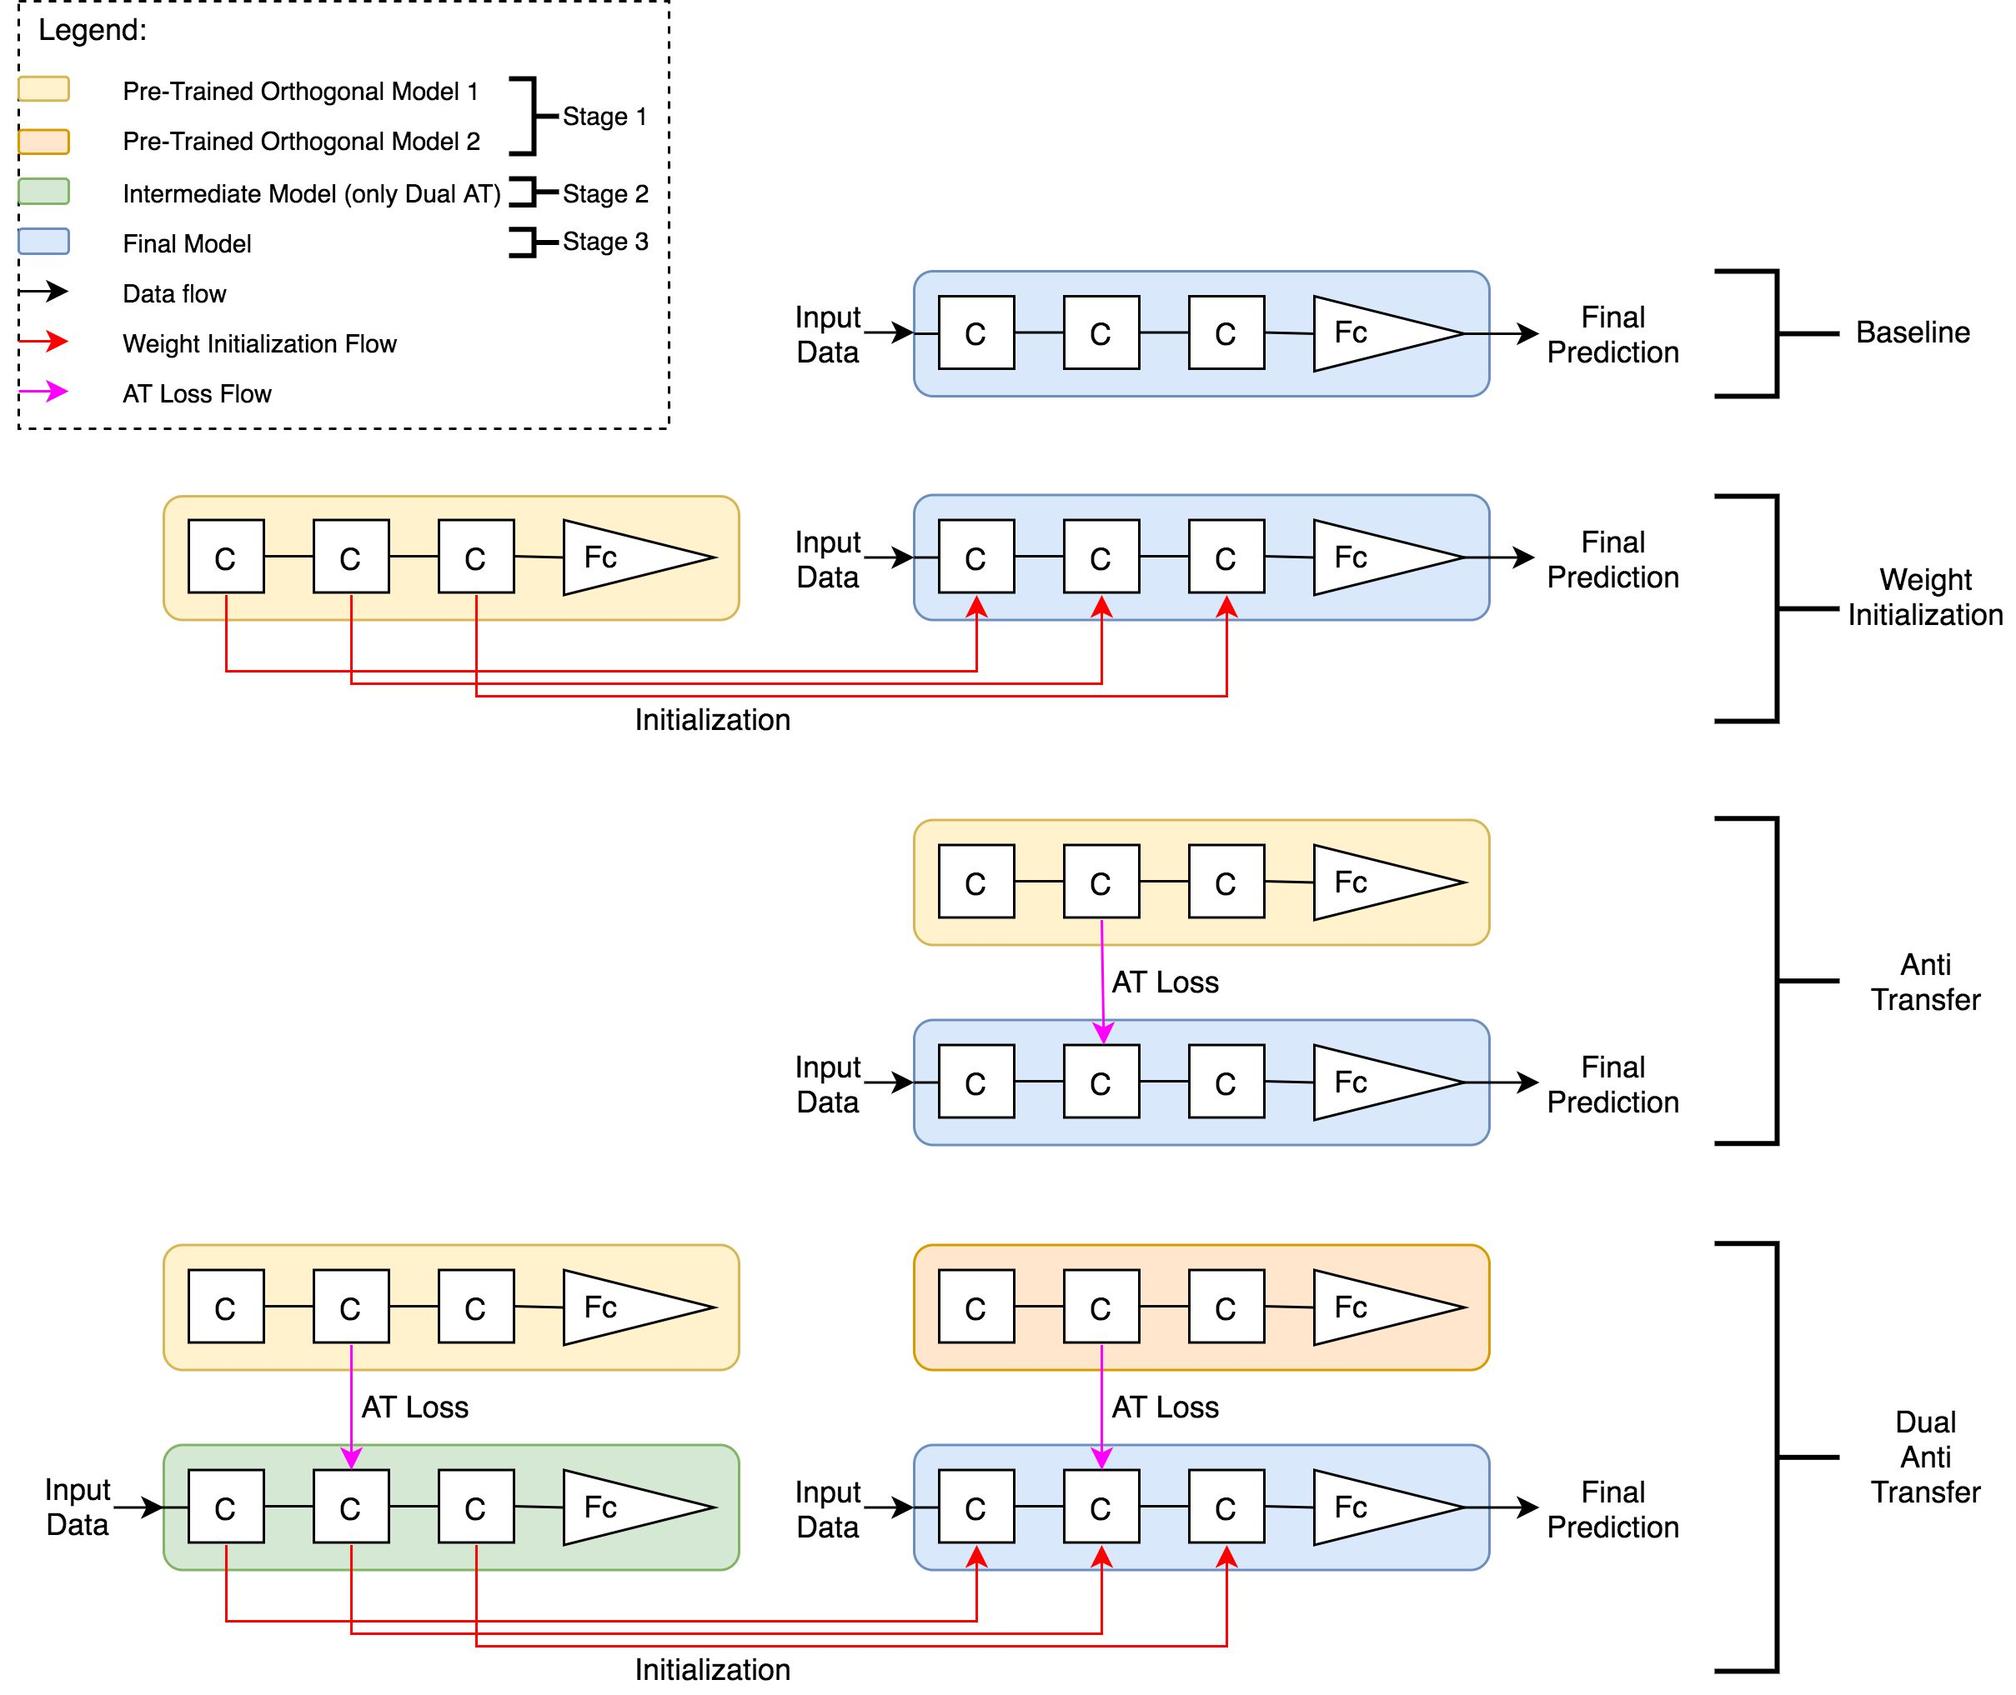 Legend:
Pre-Trained Orthogonal Model 1
Pre-Trained Orthogonal Model 2
Stage 1
Intermediate Model (only Dual AT)
Stage 2
Final Model
Stage 3
Data flow
Weight Initialization Flow
AT Loss Flow
Input
Data
C
C
C
Fc
Final
Prediction
Baseline
C
C
C
Fc
Input
Data
C
C
C
Fc
Final
Prediction
Weight
Initialization
Initialization
C
C
C
Fc
AT Loss
Input
Data
C
C
C
Fc
Final
Prediction
Anti
Transfer
C
C
C
Fc
C
C
C
Fc
AT Loss
AT Loss
Input
Data
C
C
C
Fc
Input
Data
C
C
C
Fc
Final
Prediction
Dual
Anti
Transfer
Initialization